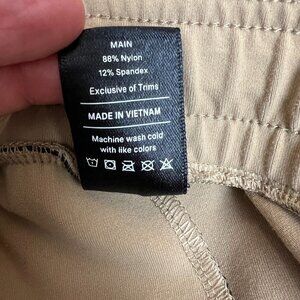 MAIN
88% Nylon
12% Spandex
Exclusive of Trims
MADE IN VIETNAM
Machine wash cold
with like colors